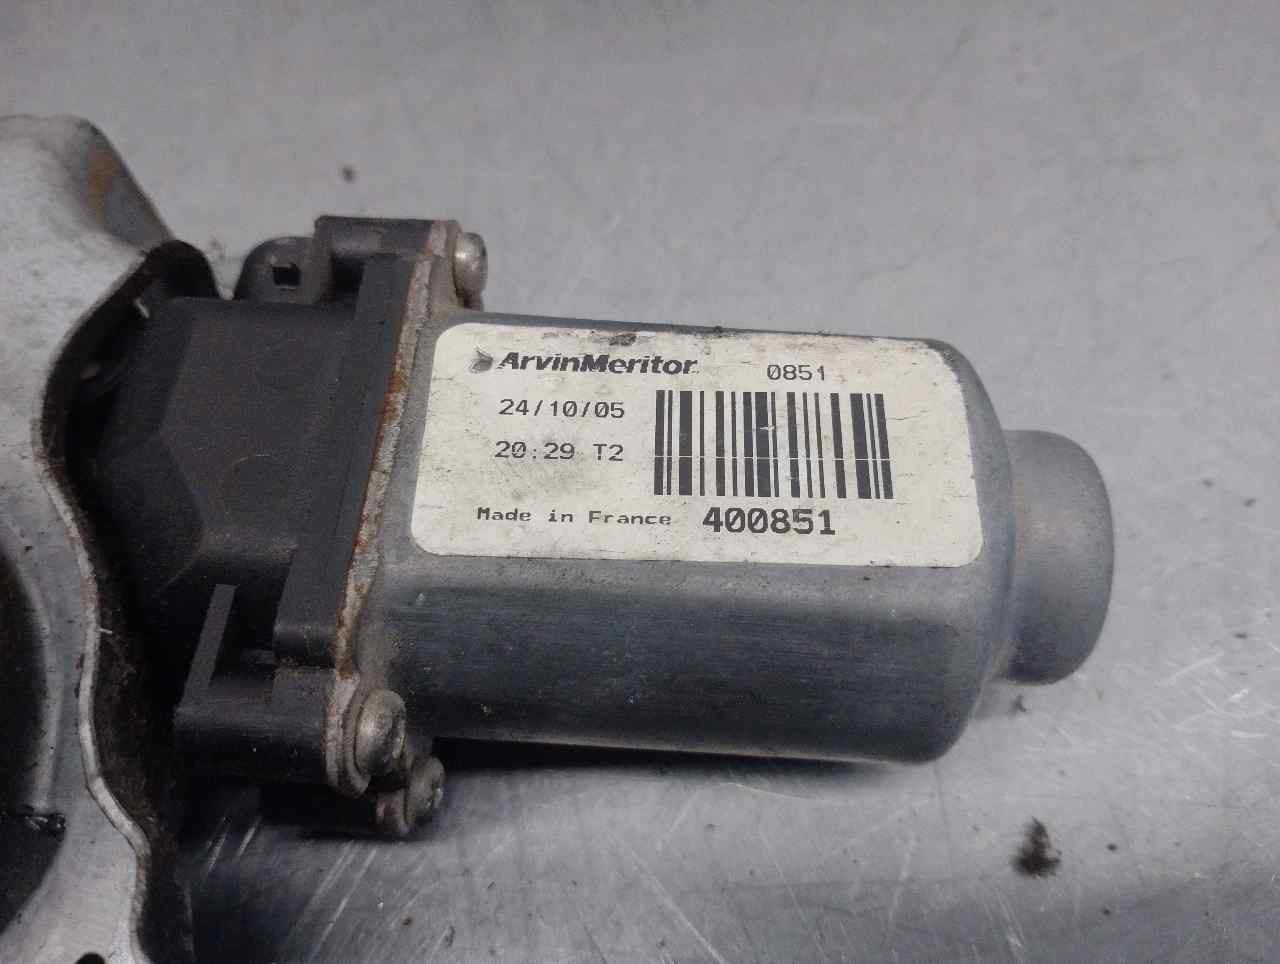 ArvinMeritor 0851
24/10/05
20:29 T2
Made in France 400851